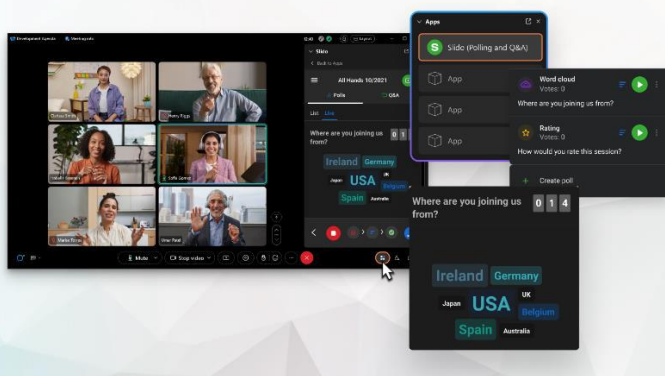 Apps
S
Slido (Polling and Q&A)
App
App
App
Word cloud
Votes: 0
Where are you joining us from?
Rating
Votes: 0
How would you rate this session?
Create poll
Slido
Back to Apps
All Hands 10/2021
Polls
Q&A
List
Live
Where are you joining us from?
0 1
Ireland
Germany
Japan
USA
UK
Belgium
Spain
Australia
Where are you joining us
from?
0 1 4
Ireland
Germany
Japan
USA
UK
Belgium
Spain
Australia
Mute
Stop video
Sofia Gomez